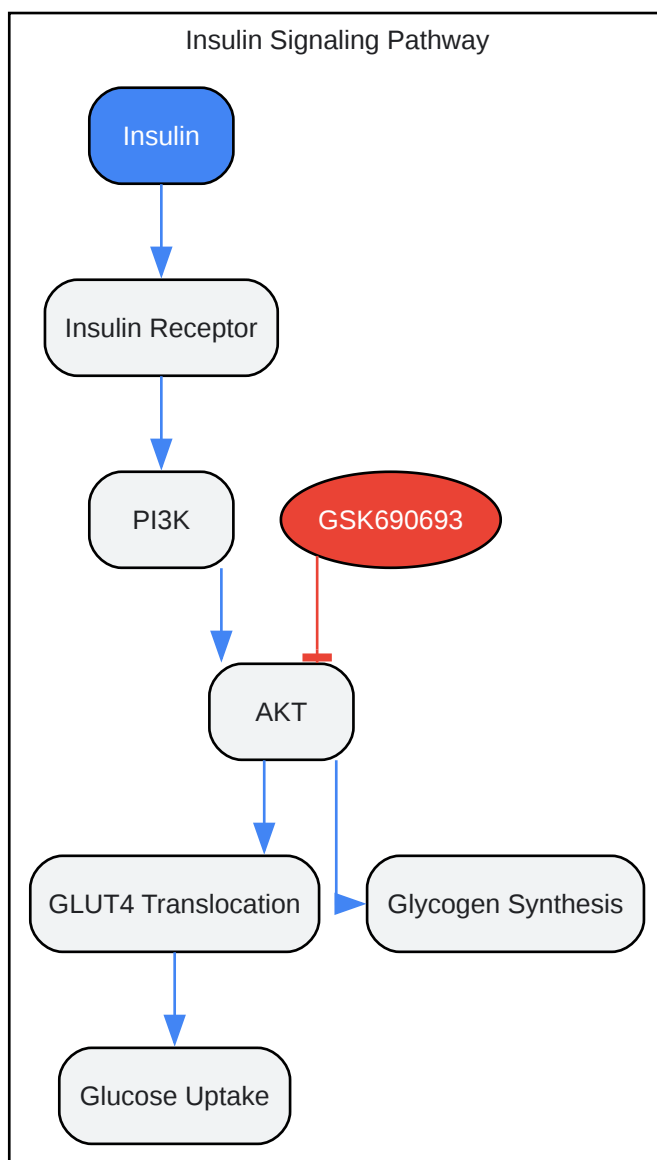 Insulin Signaling Pathway
Insulin
Insulin Receptor
PI3K
GSK690693
AKT
GLUT4 Translocation
Glycogen Synthesis
Glucose Uptake